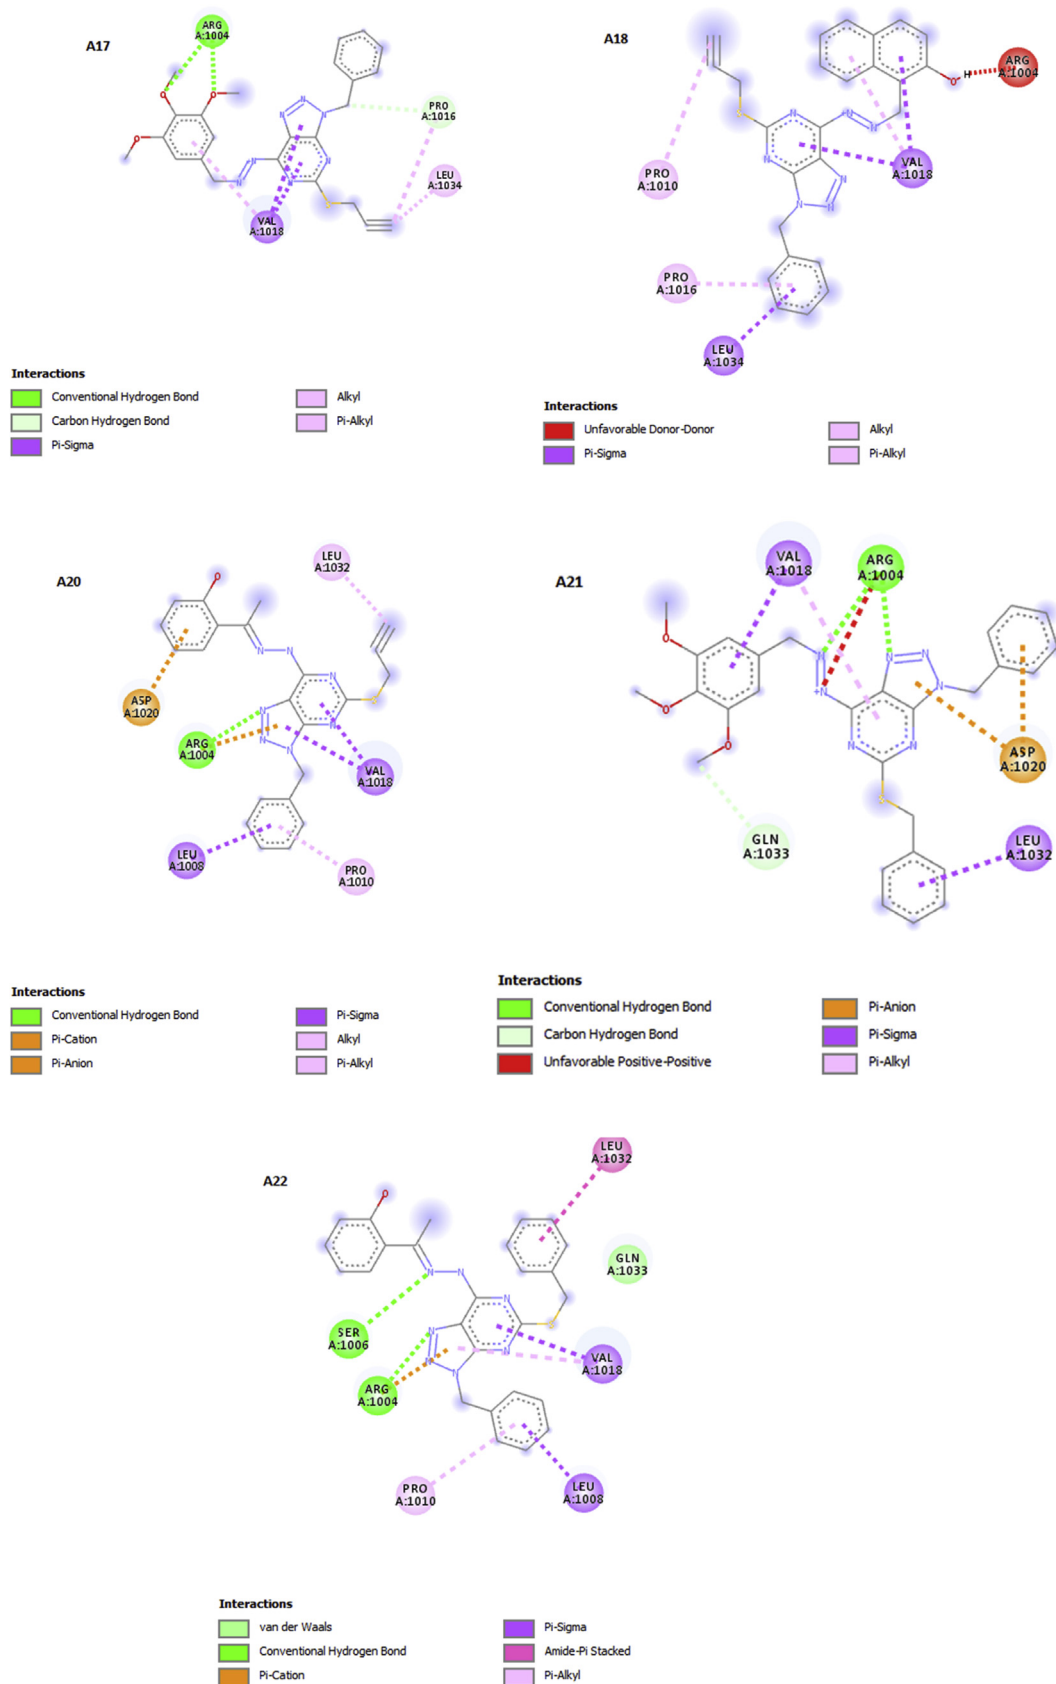 A17
ARG
A:1004
PRO
A:1016
LEU
A:1034
VAL
A:1018
Interactions
Conventional Hydrogen Bond
Carbon Hydrogen Bond
Pi-Sigma
Alkyl
Pi-Alkyl
A18
ARG
A:1004
H
O
VAL
A:1018
PRO
A:1010
PRO
A:1016
LEU
A:1034
Interactions
Unfavorable Donor-Donor
Pi-Sigma
Alkyl
Pi-Alkyl
A20
LEU
A:1032
ASP
A:1020
ARG
A:1004
VAL
A:1018
LEU
A:1008
PRO
A:1010
Interactions
Conventional Hydrogen Bond
Pi-Cation
Pi-Anion
Pi-Sigma
Alkyl
Pi-Alkyl
A21
VAL
A:1018
ARG
A:1004
ASP
A:1020
GLN
A:1033
LEU
A:1032
Interactions
Conventional Hydrogen Bond
Carbon Hydrogen Bond
Unfavorable Positive-Positive
Pi-Anion
Pi-Sigma
Pi-Alkyl
A22
LEU
A:1032
GLN
A:1033
SER
A:1006
VAL
A:1018
ARG
A:1004
PRO
A:1010
LEU
A:1008
Interactions
van der Waals
Conventional Hydrogen Bond
Pi-Cation
Pi-Sigma
Amide-Pi Stacked
Pi-Alkyl